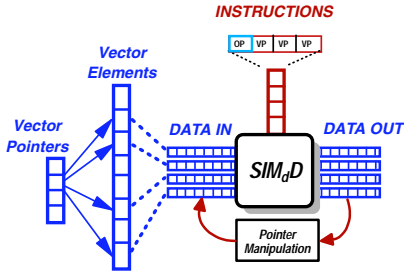 INSTRUCTIONS
OP VP VP VP
Vector
Elements
Vector
Pointers
DATA IN
DATA OUT
SIMdD
Pointer
Manipulation